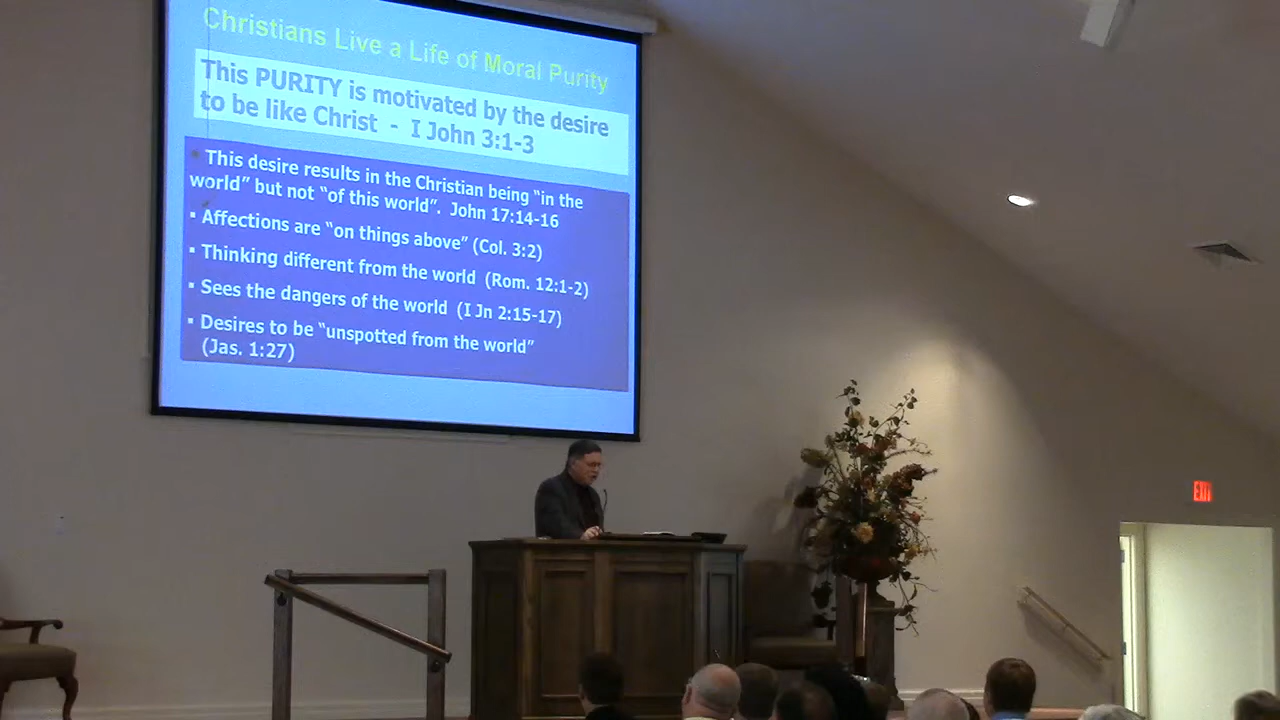 Christians Live a Life of Moral Purity
This PURITY is motivated by the desire
to be like Christ - I John 3:1-3
▪ This desire results in the Christian being “in the
world” but not “of this world”. John 17:14-16
▪ Affections are “on things above” (Col. 3:2)
▪ Thinking different from the world (Rom. 12:1-2)
▪ Sees the dangers of the world (I Jn 2:15-17)
▪ Desires to be “unspotted from the world”
(Jas. 1:27)
EXIT